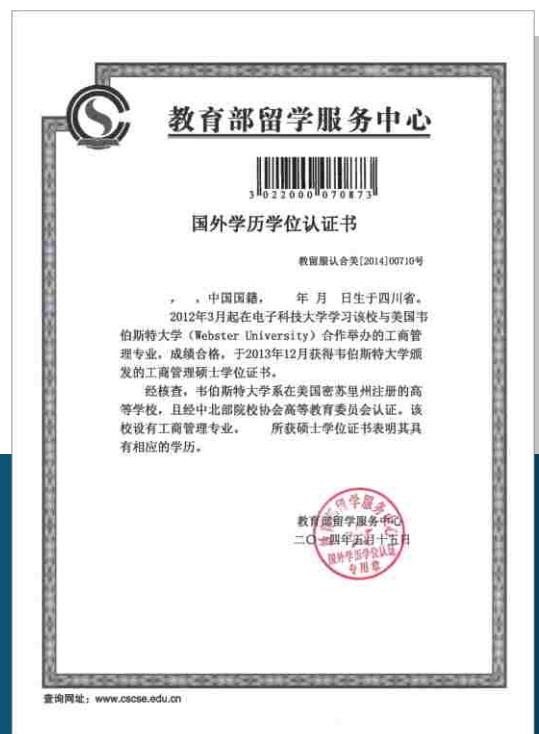 教育部留学服务中心
3 022000 070873
国外学历学位认证书
教留服认合美[2014]00710号
， ，中国国籍， 年 月 日生于四川省。
2012年3月起在电子科技大学学习该校与美国韦
伯斯特大学（Webster University）合作举办的工商管
理专业，成绩合格，于2013年12月获得韦伯斯特大学颁
发的工商管理硕士学位证书。
经核查，韦伯斯特大学系在美国密苏里州注册的高
等学校，且经中北部院校协会高等教育委员会认证。该
校设有工商管理专业， 所获硕士学位证书表明其具
有相应的学历。
教育部留学服务中心
二〇一四年五月十五日
国外学历学位认证
专用章
查询网址：www.cscse.edu.cn